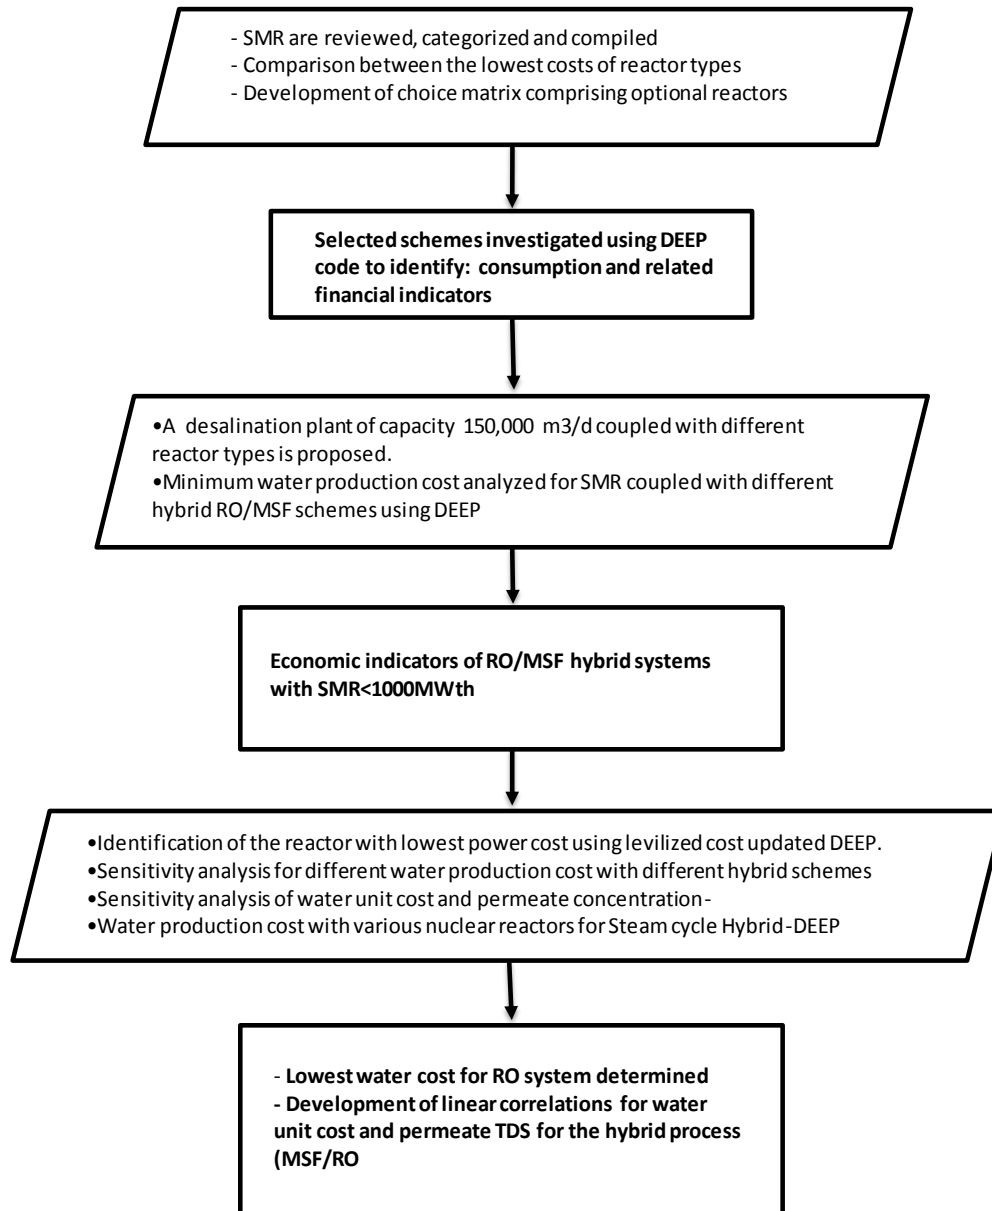 - SMR are reviewed, categorized and compiled
- Comparison between the lowest costs of reactor types
- Development of choice matrix comprising optional reactors
Selected schemes investigated using DEEP
code to identify: consumption and related
financial indicators
•A desalination plant of capacity 150,000 m3/d coupled with different
reactor types is proposed.
•Minimum water production cost analyzed for SMR coupled with different
hybrid RO/MSF schemes using DEEP
Economic indicators of RO/MSF hybrid systems
with SMR<1000MWth
•Identification of the reactor with lowest power cost using levilized cost updated DEEP.
•Sensitivity analysis for different water production cost with different hybrid schemes
•Sensitivity analysis of water unit cost and permeate concentration-
•Water production cost with various nuclear reactors for Steam cycle Hybrid-DEEP
- Lowest water cost for RO system determined
- Development of linear correlations for water
unit cost and permeate TDS for the hybrid process
(MSF/RO